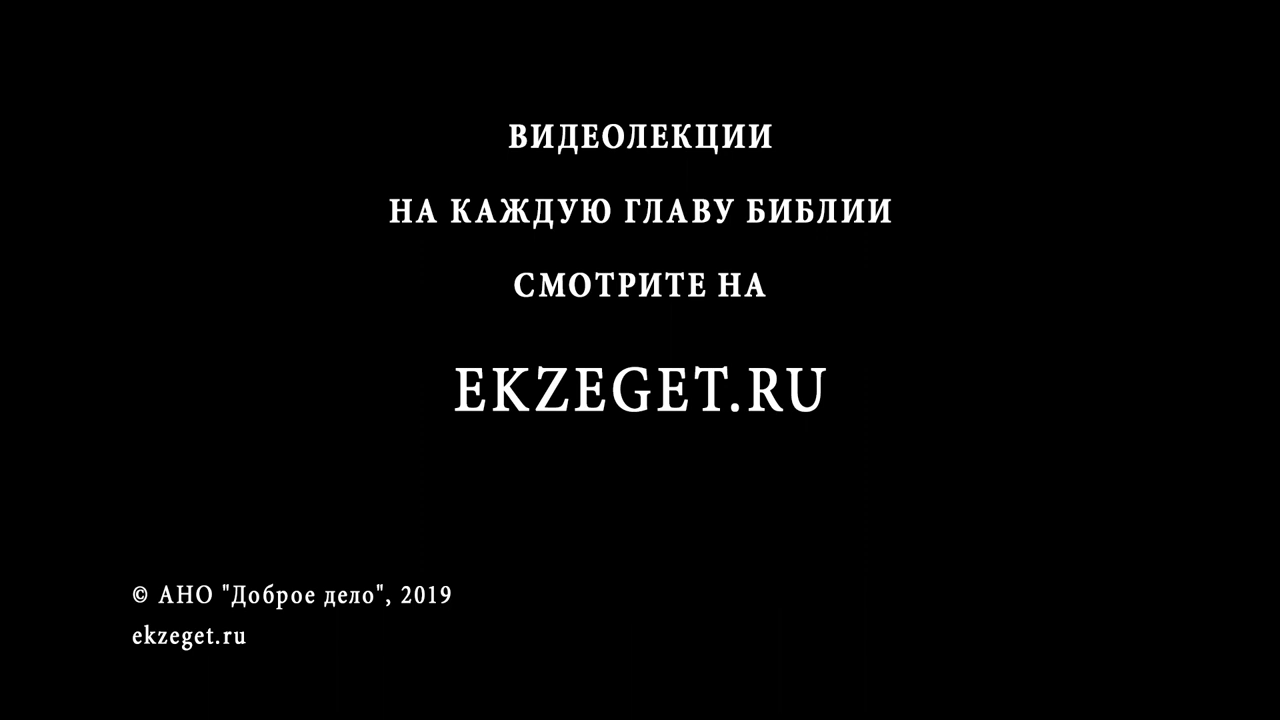 ВИДЕОЛЕКЦИИ
НА КАЖДУЮ ГЛАВУ БИБЛИИ
СМОТРИТЕ НА
EKZEGET.RU
© АНО "Доброе дело", 2019
ekzeget.ru